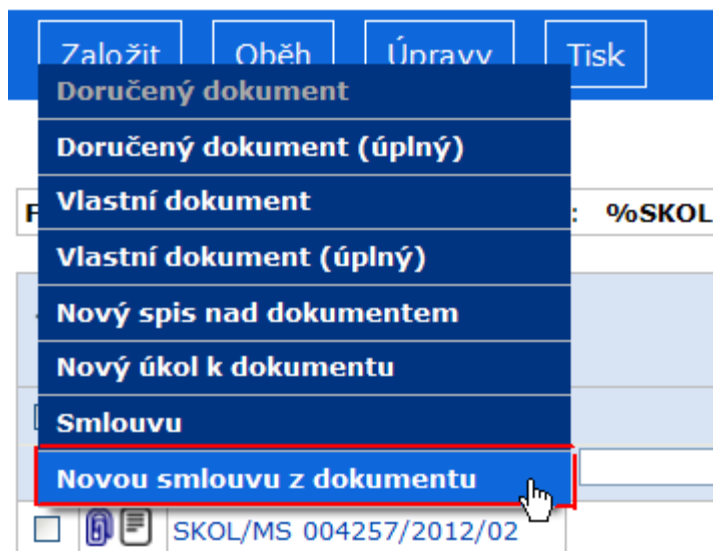 Založit Oběh Úpravy Tisk
Doručený dokument
Doručený dokument (úplný)
Vlastní dokument
: %SKOL
Vlastní dokument (úplný)
Nový spis nad dokumentem
Nový úkol k dokumentu
Smlouvu
Novou smlouvu z dokumentu
SKOL/MS 004257/2012/02